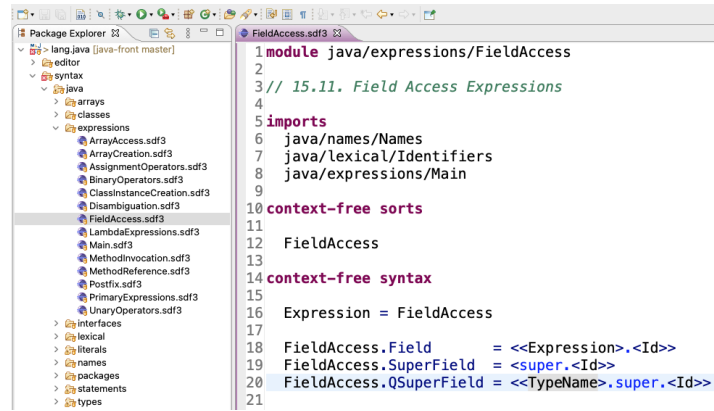 Package Explorer
> lang.java [java-front master]
editor
syntax
java
arrays
classes
expressions
ArrayAccess.sdf3
ArrayCreation.sdf3
AssignmentOperators.sdf3
BinaryOperators.sdf3
ClassInstanceCreation.sdf3
Disambiguation.sdf3
FieldAccess.sdf3
LambdaExpressions.sdf3
Main.sdf3
MethodInvocation.sdf3
MethodReference.sdf3
Postfix.sdf3
PrimaryExpressions.sdf3
UnaryOperators.sdf3
interfaces
lexical
literals
names
packages
statements
types
FieldAccess.sdf3
1 module java/expressions/FieldAccess
2
3 // 15.11. Field Access Expressions
4
5 imports
6 java/names/Names
7 java/lexical/Identifiers
8 java/expressions/Main
9
10 context-free sorts
11
12 FieldAccess
13
14 context-free syntax
15
16 Expression = FieldAccess
17
18 FieldAccess.Field = <<Expression>.<Id>>
19 FieldAccess.SuperField = <super.<Id>>
20 FieldAccess.QSuperField = <<TypeName>.super.<Id>>
21